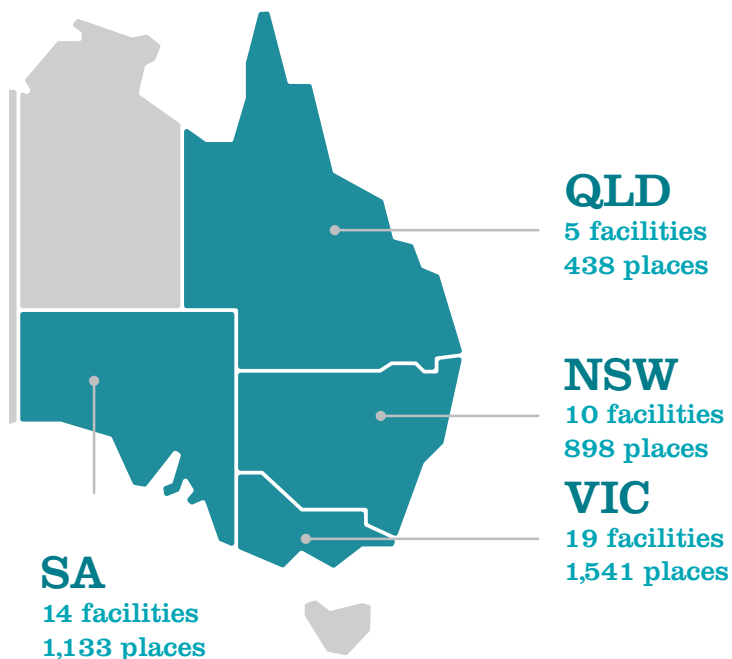 QLD
5 facilities
438 places
NSW
10 facilities
898 places
VIC
19 facilities
1,541 places
SA
14 facilities
1,133 places